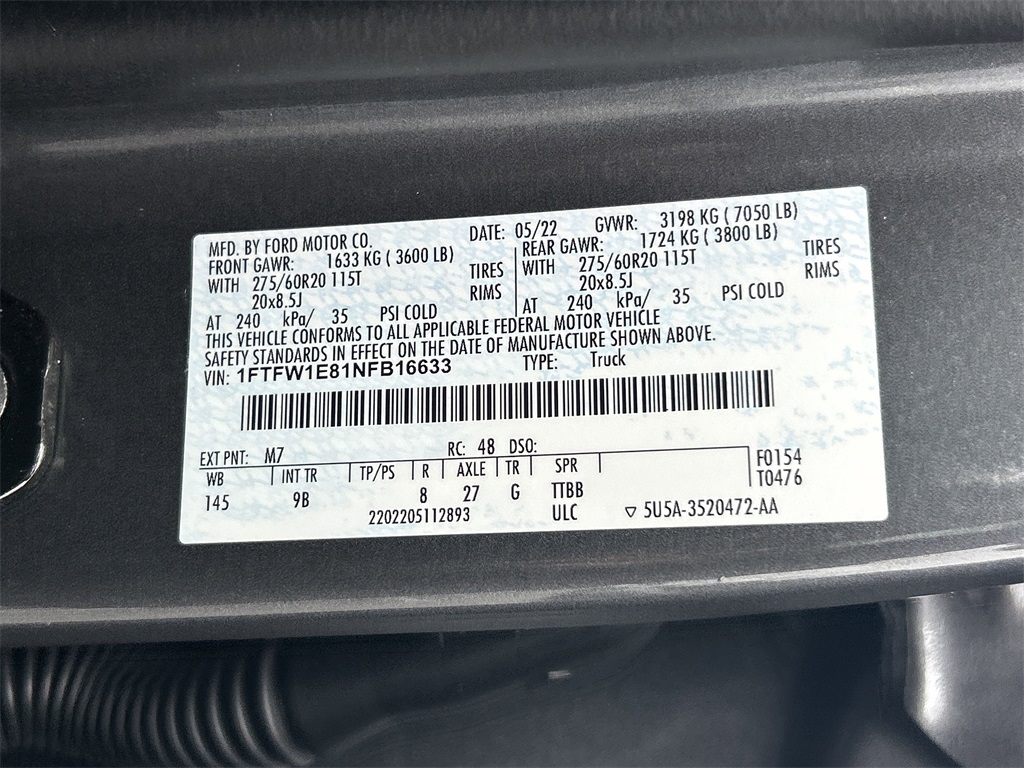 MFD. BY FORD MOTOR CO. DATE: 05/22 GVWR: 3198 KG ( 7050 LB)
FRONT GAWR: 1633 KG ( 3600 LB) REAR GAWR: 1724 KG ( 3800 LB)
WITH 275/60R20 115T TIRES WITH 275/60R20 115T TIRES
20x8.5J RIMS 20x8.5J RIMS
AT 240 kPa/ 35 PSI COLD AT 240 kPa/ 35 PSI COLD
THIS VEHICLE CONFORMS TO ALL APPLICABLE FEDERAL MOTOR VEHICLE
SAFETY STANDARDS IN EFFECT ON THE DATE OF MANUFACTURE SHOWN ABOVE.
VIN: 1FTFW1E81NFB16633 TYPE: Truck
EXT PNT: M7 RC: 48 DSO: F0154
WB INT TR TP/PS R AXLE TR SPR T0476
145 9B 8 27 G TTBB
2202205112893 ULC ▽ 5U5A-3520472-AA